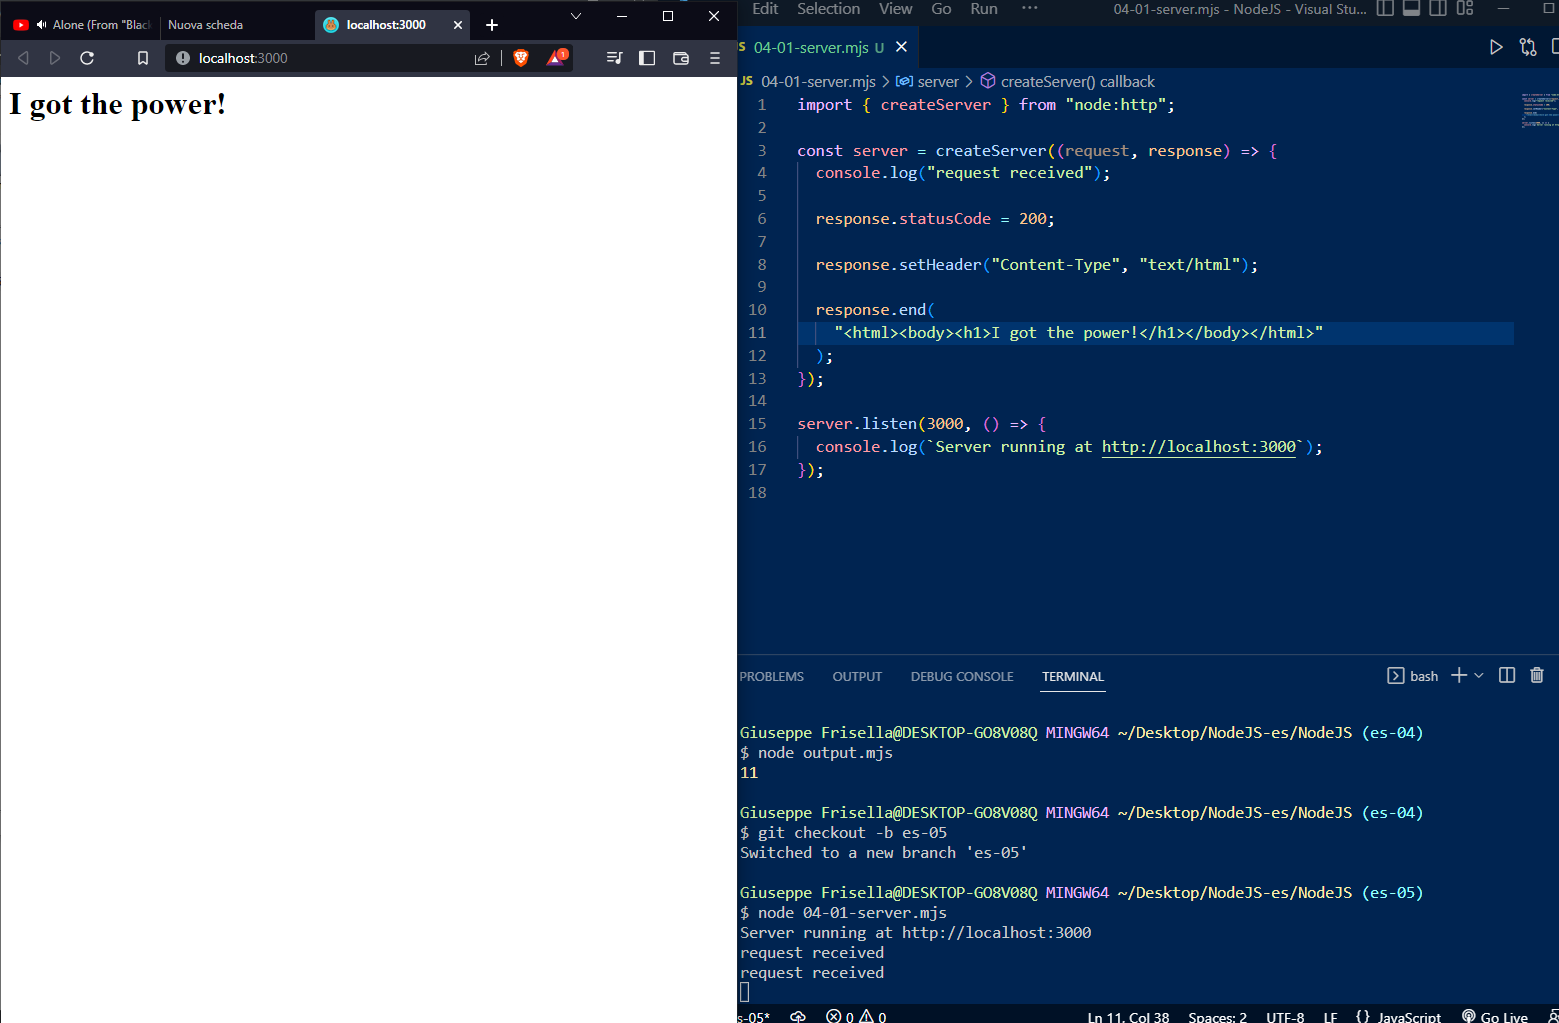 Alone (From "Black
Nuova scheda
localhost:3000
localhost:3000
1
I got the power!
Edit Selection View Go Run ··· 04-01-server.mjs - NodeJS - Visual Stu...
04-01-server.mjs U
JS 04-01-server.mjs > server > createServer() callback
1 import { createServer } from "node:http";
2
3 const server = createServer((request, response) => {
4 console.log("request received");
5
6 response.statusCode = 200;
7
8 response.setHeader("Content-Type", "text/html");
9
10 response.end(
11 "<html><body><h1>I got the power!</h1></body></html>"
12 );
13 });
14
15 server.listen(3000, () => {
16 console.log(`Server running at http://localhost:3000`);
17 });
18
PROBLEMS OUTPUT DEBUG CONSOLE TERMINAL bash
Giuseppe Frisella@DESKTOP-GO8V08Q MINGW64 ~/Desktop/NodeJS-es/NodeJS (es-04)
$ node output.mjs
11
Giuseppe Frisella@DESKTOP-GO8V08Q MINGW64 ~/Desktop/NodeJS-es/NodeJS (es-04)
$ git checkout -b es-05
Switched to a new branch 'es-05'
Giuseppe Frisella@DESKTOP-GO8V08Q MINGW64 ~/Desktop/NodeJS-es/NodeJS (es-05)
$ node 04-01-server.mjs
Server running at http://localhost:3000
request received
request received
s-05* 0 0 Ln 11, Col 38 Spaces: 2 UTF-8 LF {} JavaScript Go Live